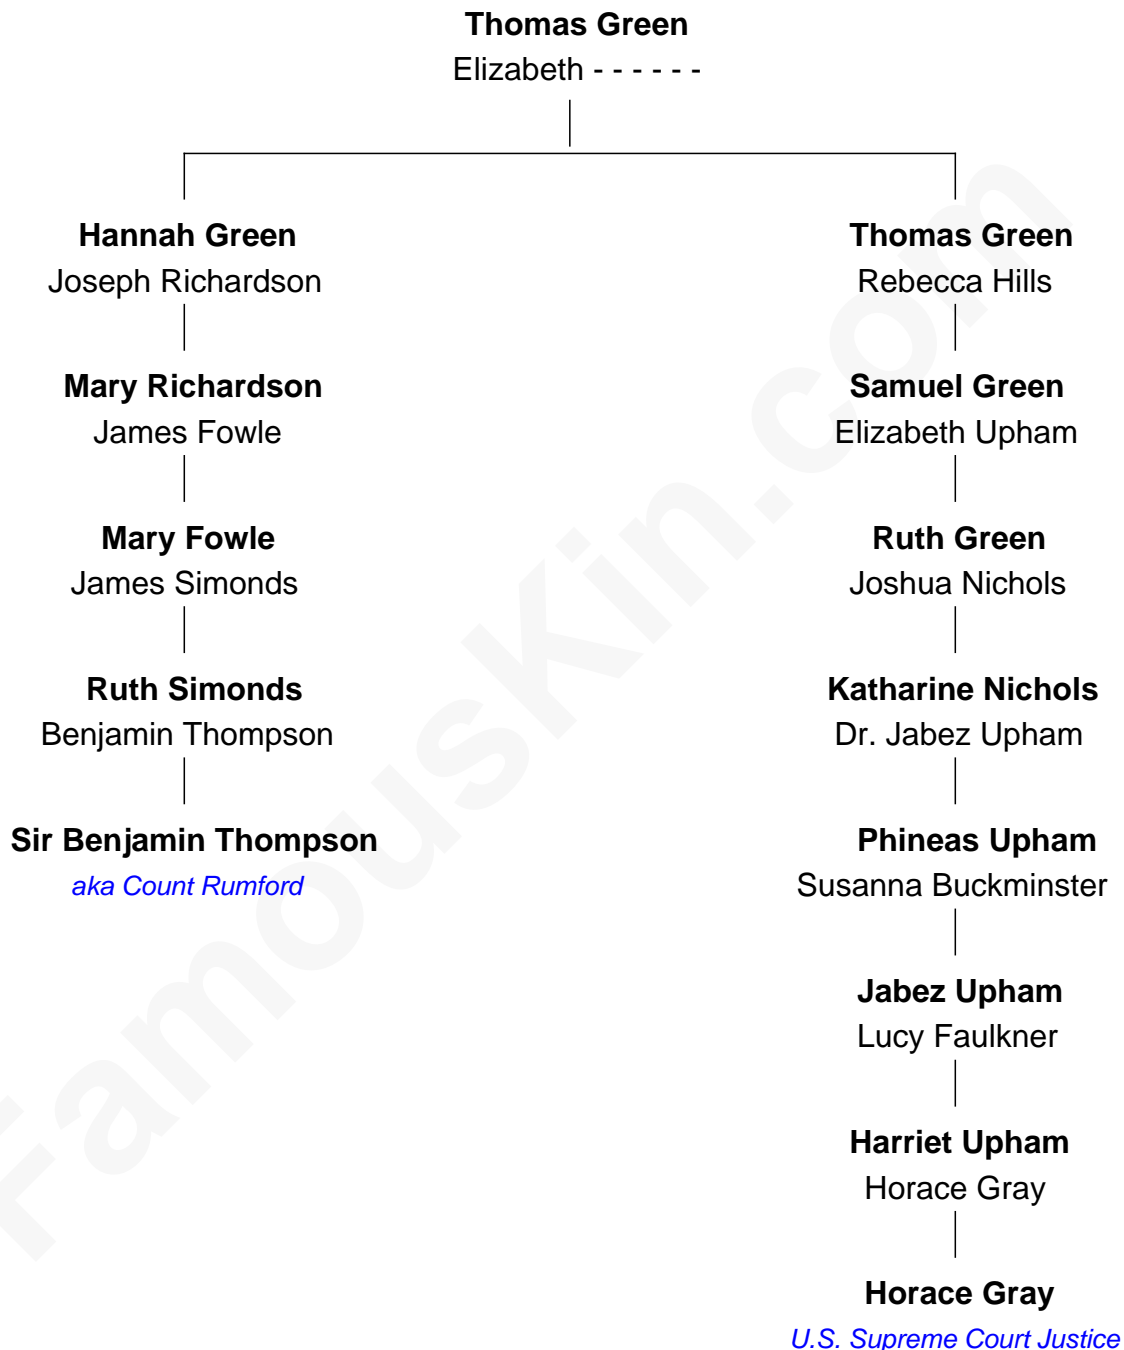 Thomas Green
Elizabeth - - - - - -
Hannah Green
Joseph Richardson
Mary Richardson
James Fowle
Mary Fowle
James Simonds
Ruth Simonds
Benjamin Thompson
Sir Benjamin Thompson
aka Count Rumford
Thomas Green
Rebecca Hills
Samuel Green
Elizabeth Upham
Ruth Green
Joshua Nichols
Katharine Nichols
Dr. Jabez Upham
Phineas Upham
Susanna Buckminster
Jabez Upham
Lucy Faulkner
Harriet Upham
Horace Gray
Horace Gray
U.S. Supreme Court Justice
FamousKin.com